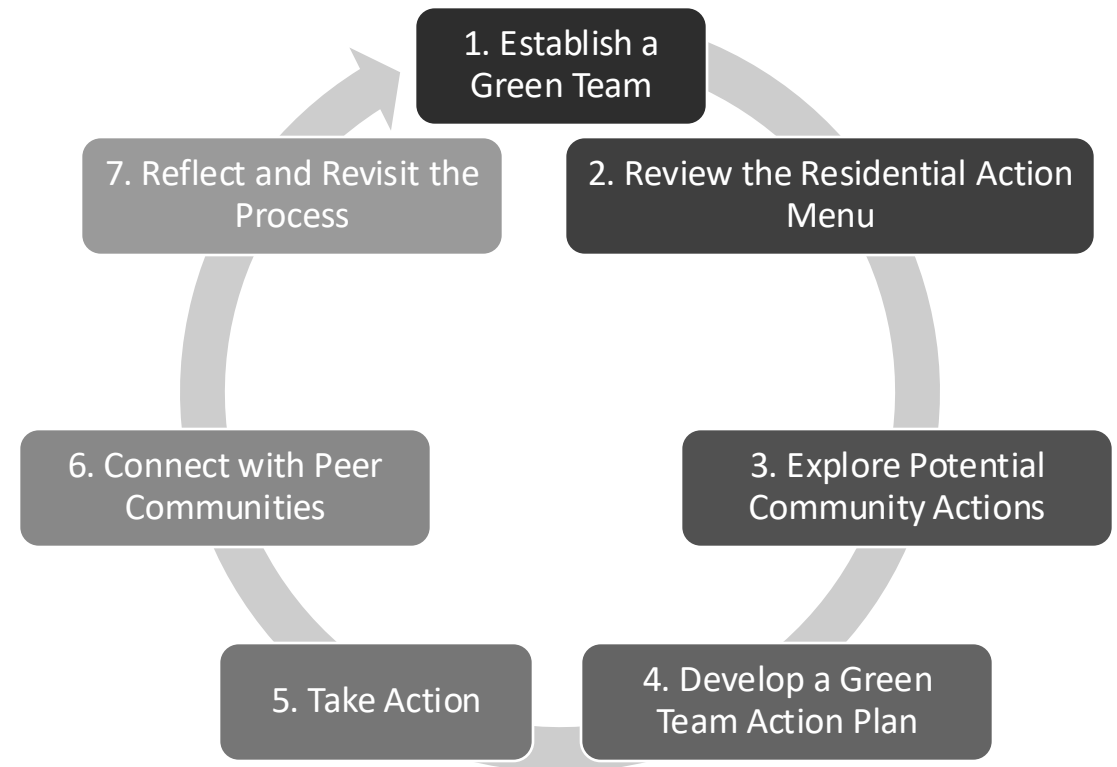 1. Establish a
Green Team
2. Review the Residential Action
Menu
3. Explore Potential
Community Actions
4. Develop a Green
Team Action Plan
5. Take Action
6. Connect with Peer
Communities
7. Reflect and Revisit the
Process